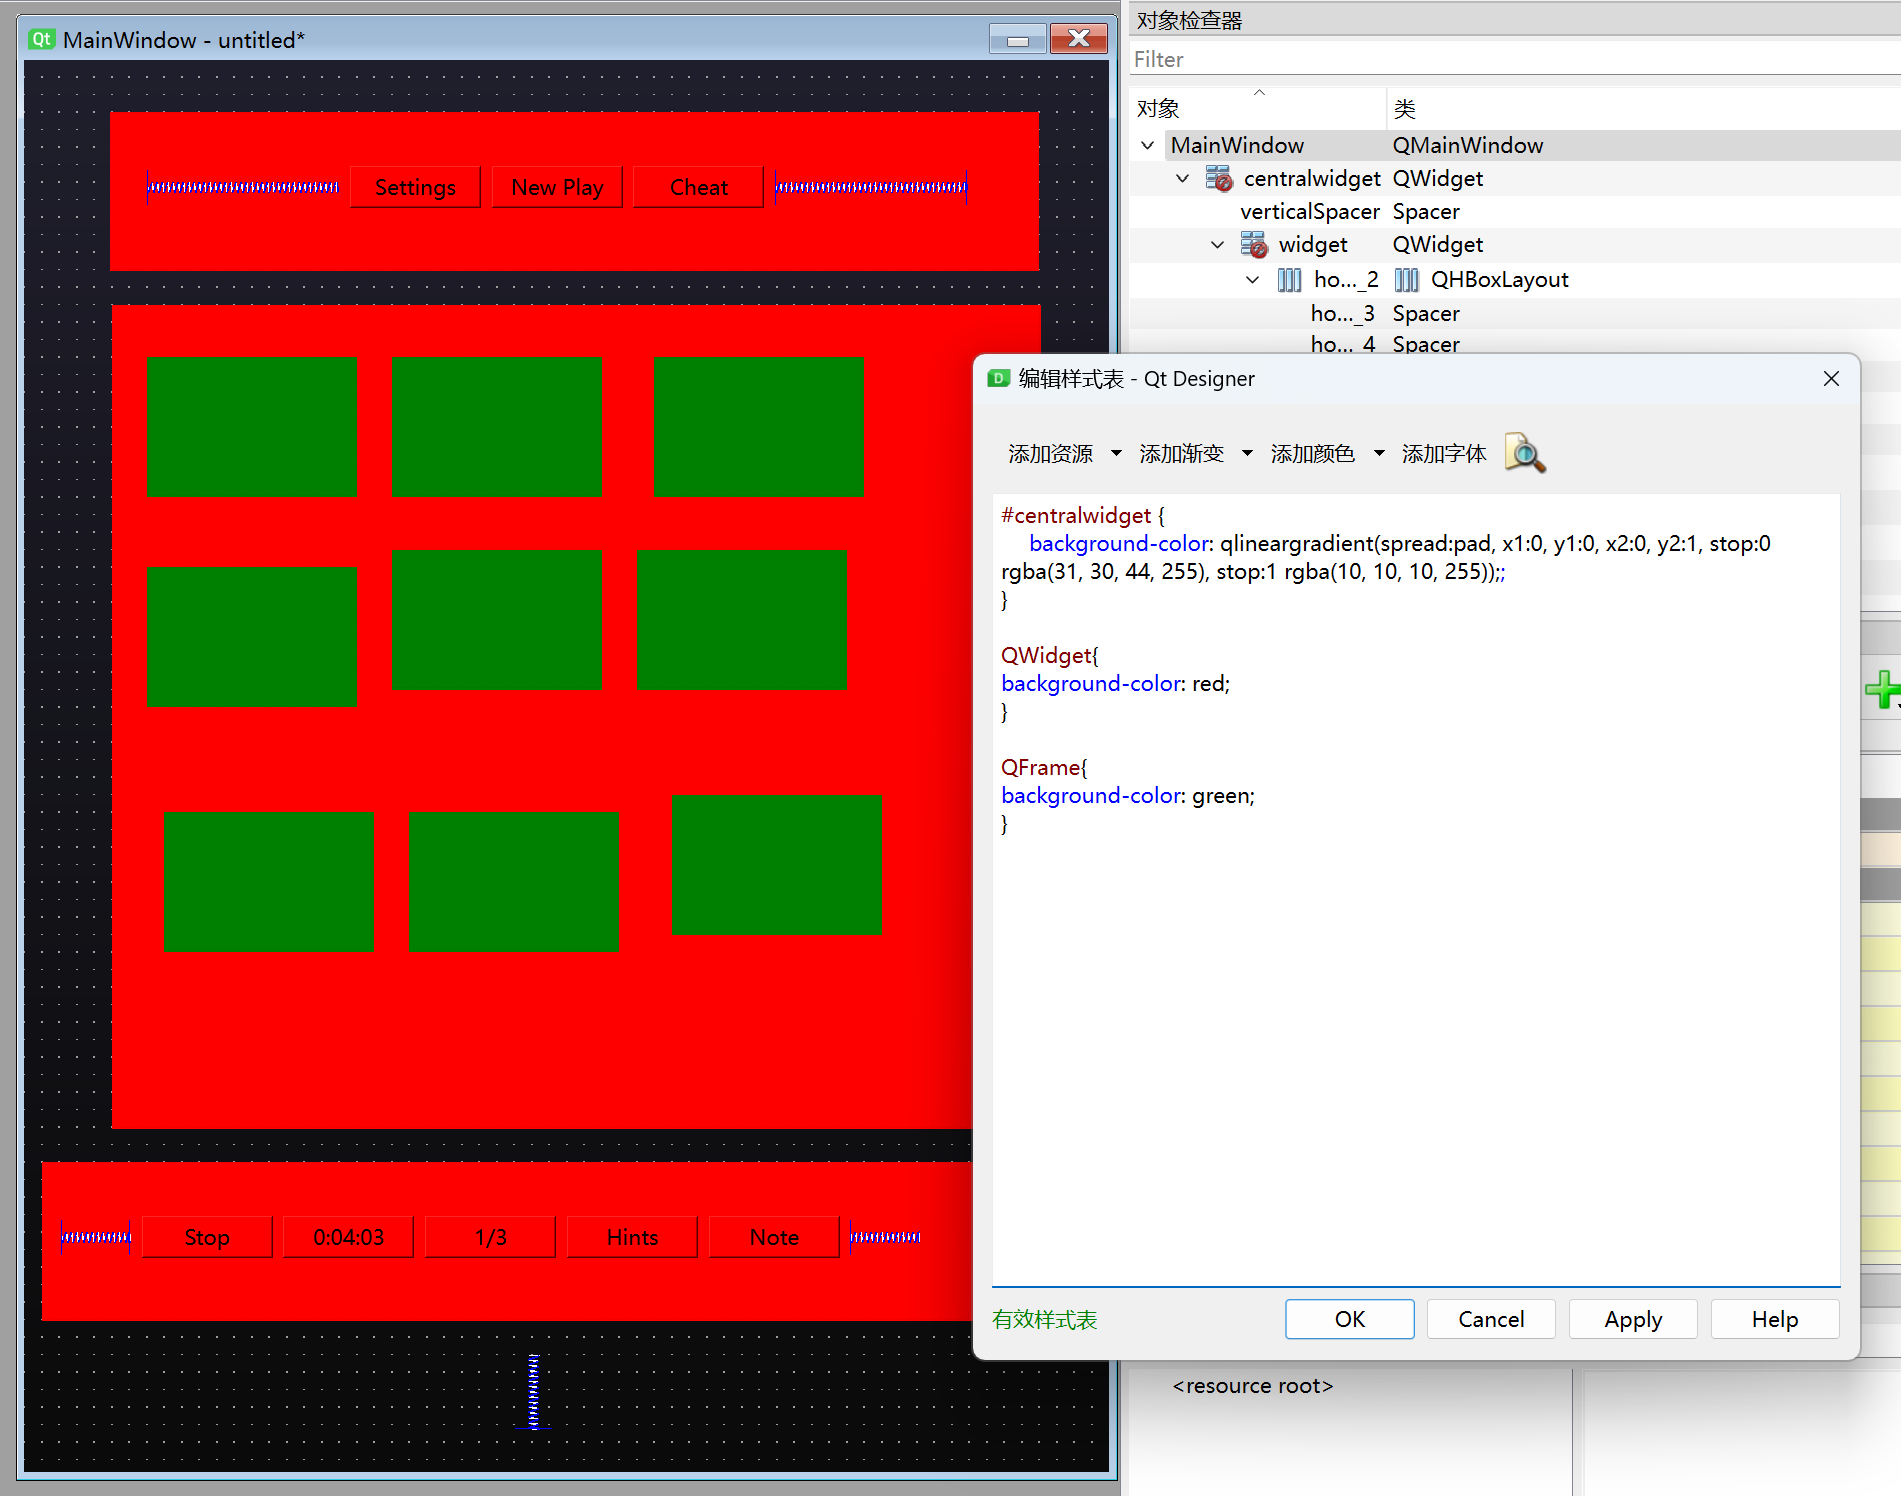 Qt MainWindow - untitled*
Settings
New Play
Cheat
Stop
0:04:03
1/3
Hints
Note
对象检查器
Filter
对象
类
MainWindow QMainWindow
centralwidget QWidget
verticalSpacer Spacer
widget QWidget
ho..._2 QHBoxLayout
ho..._3 Spacer
ho..._4 Spacer
D 编辑样式表 - Qt Designer
添加资源 添加渐变 添加颜色 添加字体
#centralwidget {
background-color: qlineargradient(spread:pad, x1:0, y1:0, x2:0, y2:1, stop:0
rgba(31, 30, 44, 255), stop:1 rgba(10, 10, 10, 255));;
}
QWidget{
background-color: red;
}
QFrame{
background-color: green;
}
有效样式表
OK
Cancel
Apply
Help
<resource root>